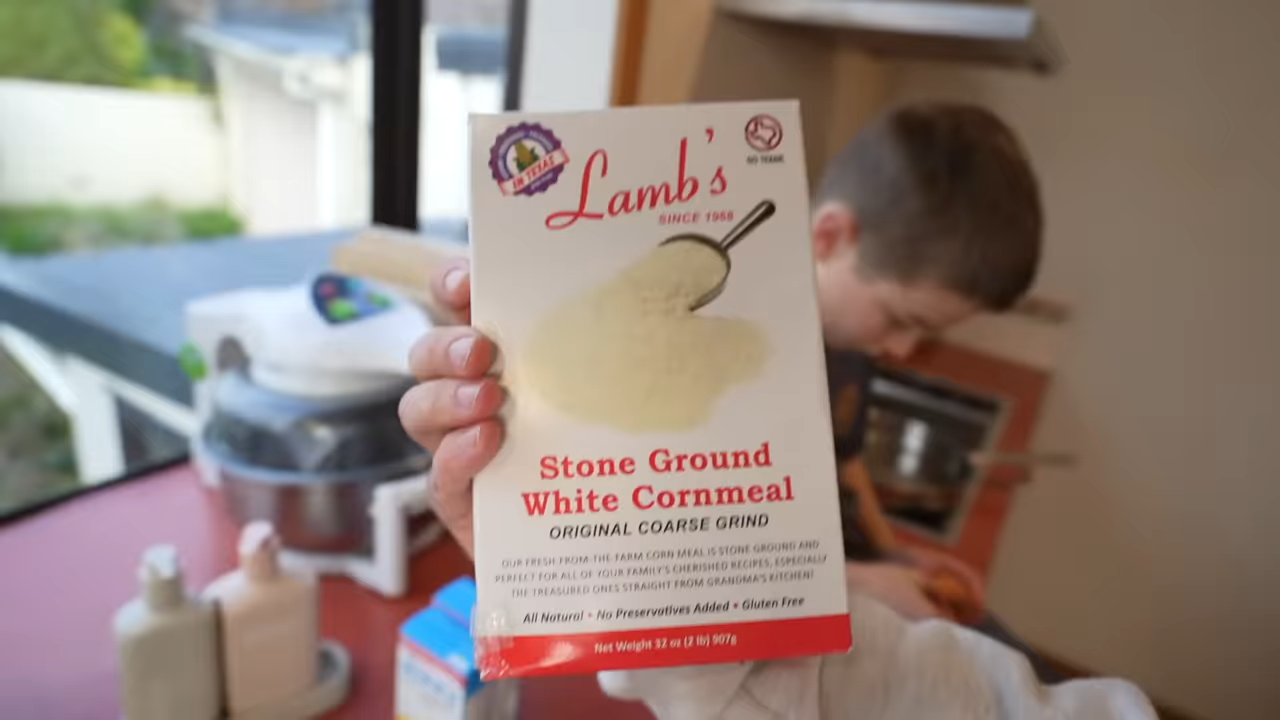 IN TEXAS
Lamb's
SINCE 1958
GO TEXAN.
Stone Ground
White Cornmeal
ORIGINAL COARSE GRIND
OUR FRESH-FROM-THE-FARM CORN MEAL IS STONE GROUND AND
PERFECT FOR ALL OF YOUR FAMILY'S CHERISHED RECIPES, ESPECIALLY
THE TREASURED ONES STRAIGHT FROM GRANDMA'S KITCHEN!
All Natural • No Preservatives Added • Gluten Free
Net Weight 32 oz (2 lb) 907g